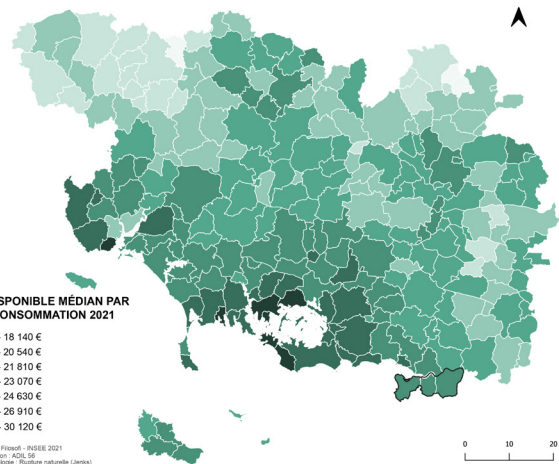 SPONIBLE MÉDIAN PAR
ONSOMMATION 2021
18 140 €
20 540 €
21 810 €
23 070 €
24 630 €
26 910 €
30 120 €
Filosofi - INSEE 2021
on : ADIL 56
ologie : Rupture naturelle (Jenks)
0 10 20